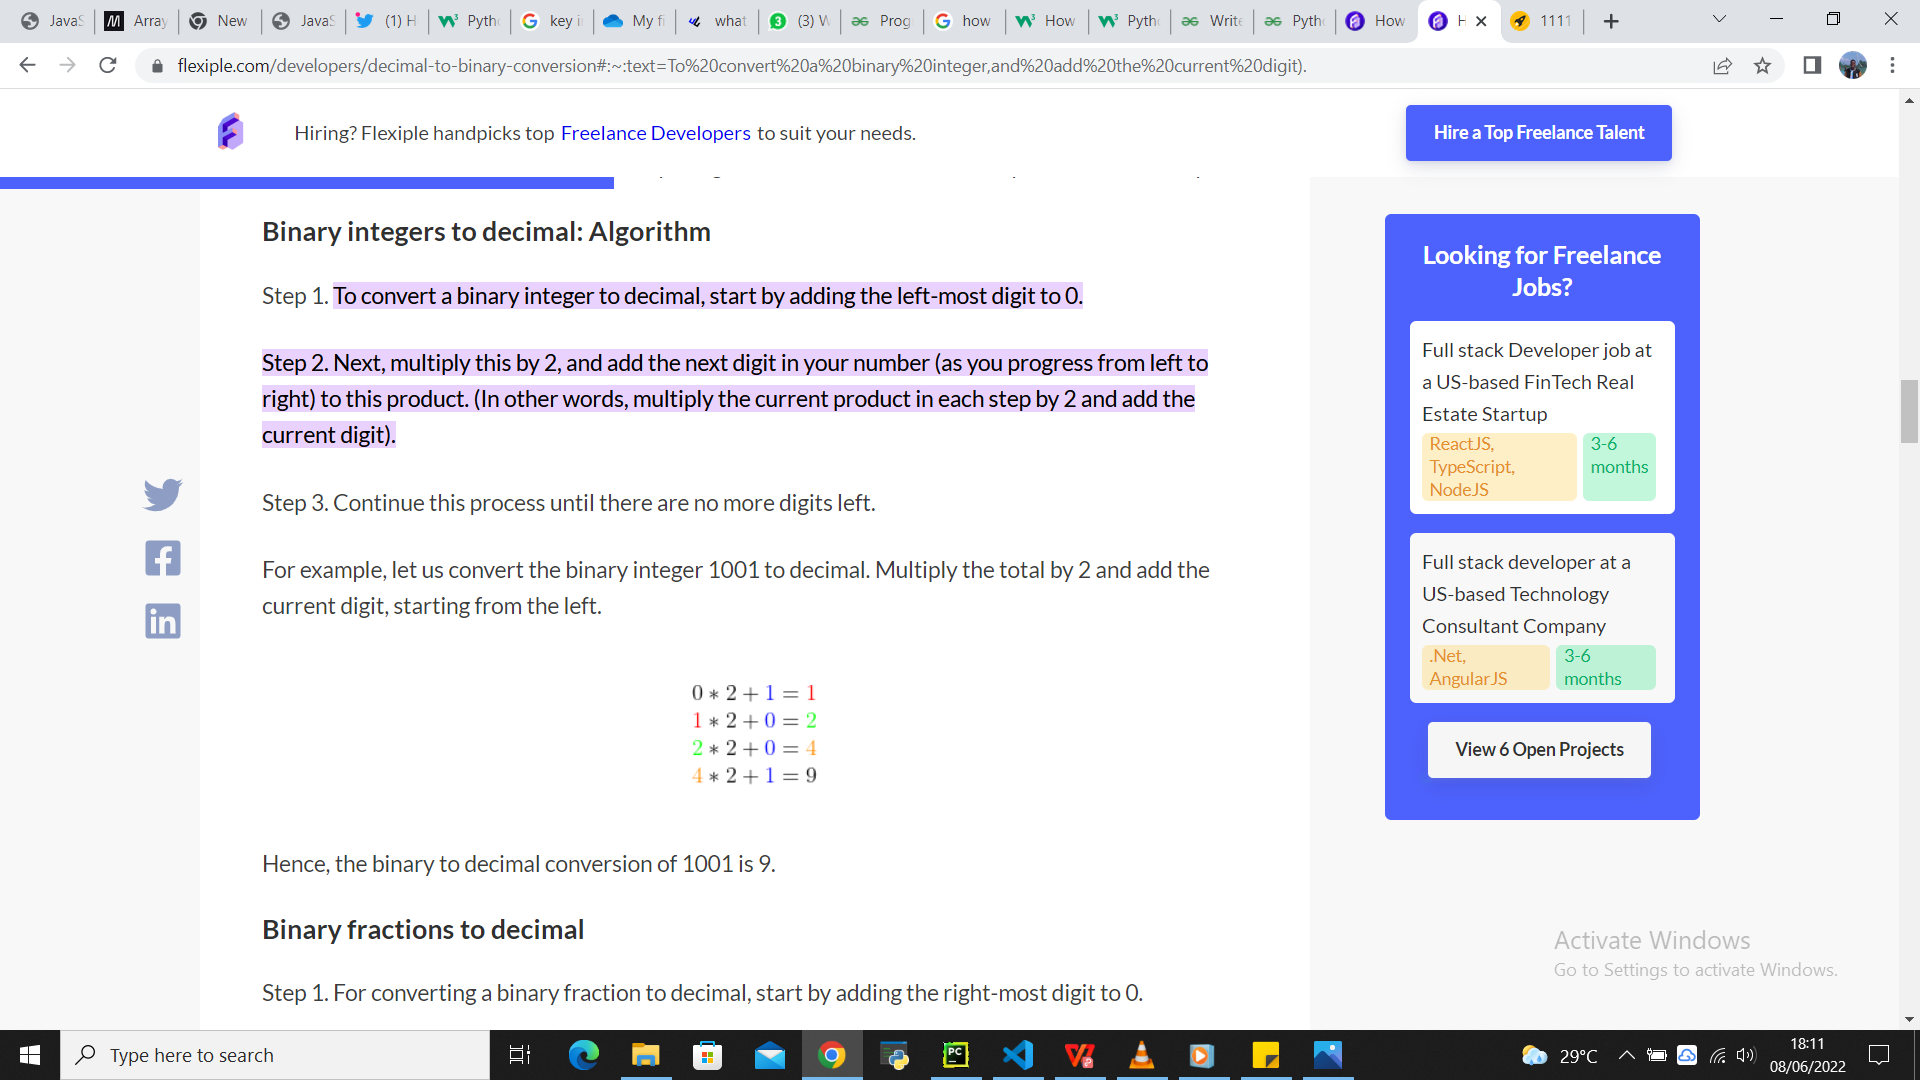 JavaS
Array
New
JavaS
(1) H
Pytho
key i
My fi
what
(3) W
Prog
how
How
Pytho
Write
Pytho
How
H
1111
flexiple.com/developers/decimal-to-binary-conversion#:~:text=To%20convert%20a%20binary%20integer,and%20add%20the%20current%20digit).
Hiring? Flexiple handpicks top Freelance Developers to suit your needs.
Hire a Top Freelance Talent
Binary integers to decimal: Algorithm
Step 1. To convert a binary integer to decimal, start by adding the left-most digit to 0.
Step 2. Next, multiply this by 2, and add the next digit in your number (as you progress from left to
right) to this product. (In other words, multiply the current product in each step by 2 and add the
current digit).
Step 3. Continue this process until there are no more digits left.
For example, let us convert the binary integer 1001 to decimal. Multiply the total by 2 and add the
current digit, starting from the left.
0 * 2 + 1 = 1
1 * 2 + 0 = 2
2 * 2 + 0 = 4
4 * 2 + 1 = 9
Hence, the binary to decimal conversion of 1001 is 9.
Binary fractions to decimal
Step 1. For converting a binary fraction to decimal, start by adding the right-most digit to 0.
Looking for Freelance
Jobs?
Full stack Developer job at
a US-based FinTech Real
Estate Startup
ReactJS,
TypeScript,
NodeJS
3-6
months
Full stack developer at a
US-based Technology
Consultant Company
.Net,
AngularJS
3-6
months
View 6 Open Projects
Activate Windows
Go to Settings to activate Windows.
Type here to search
29°C
18:11
08/06/2022